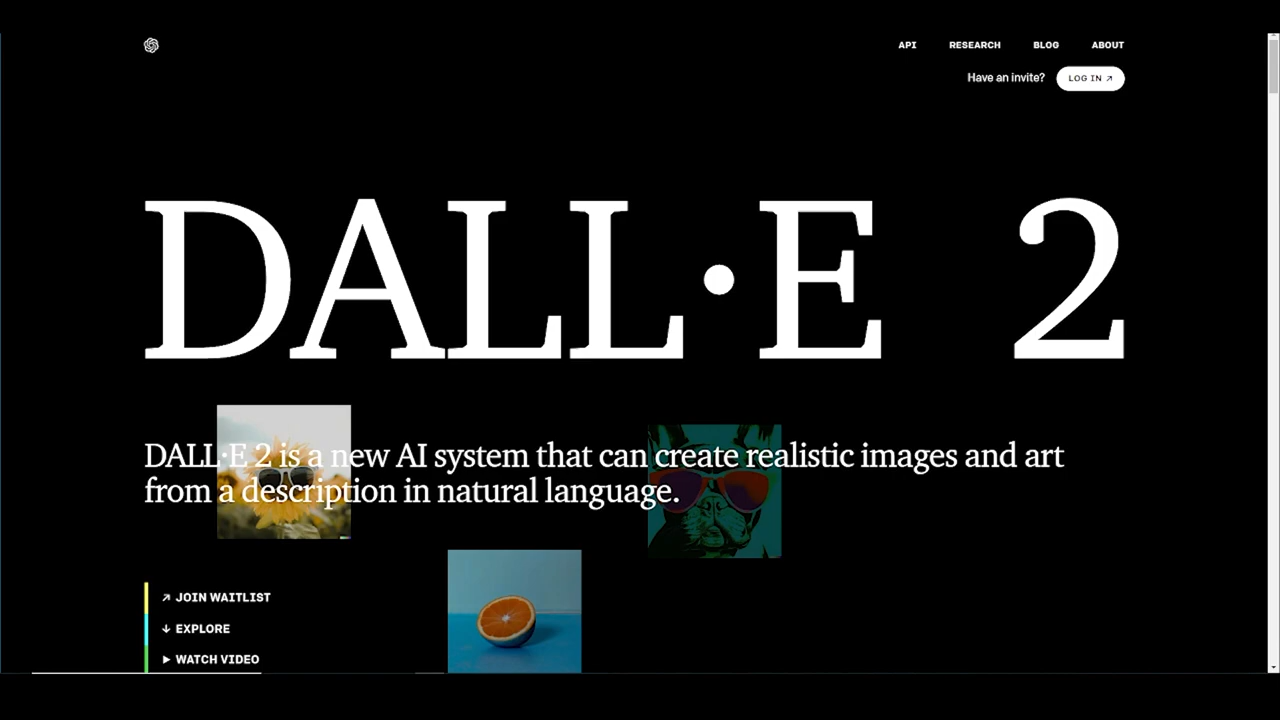 API RESEARCH BLOG ABOUT
Have an invite? LOG IN ↗
DALL·E 2
DALL·E 2 is a new AI system that can create realistic images and art
from a description in natural language.
↗ JOIN WAITLIST
↓ EXPLORE
▶ WATCH VIDEO